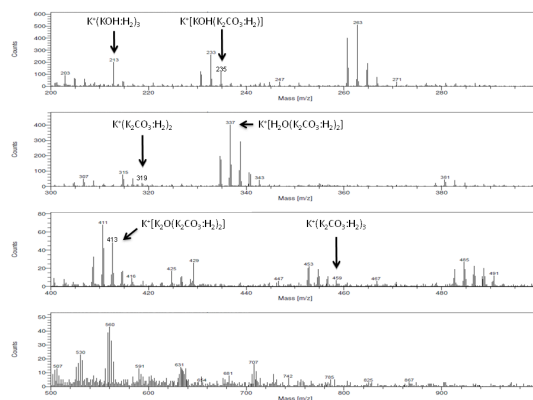 K⁺(KOH:H₂)₃ K⁺[KOH(K₂CO₃:H₂)]
600
500
400
300
200
100
0
Counts
203 213 233 235 247 263 271
200 220 240 260 280
Mass [m/z]
K⁺(K₂CO₃:H₂)₂ K⁺[H₂O(K₂CO₃:H₂)₂]
400
300
200
100
0
Counts
307 315 319 337 343 381
300 320 340 360 380
Mass [m/z]
K⁺[K₂O(K₂CO₃:H₂)₂] K⁺(K₂CO₃:H₂)₃
80
60
40
20
0
Counts
411 413 425 429 447 453 459 467 485 491
400 420 440 460 480
Mass [m/z]
50
40
30
20
10
0
Counts
507 530 560 591 631 661 707 742 825
500 600 700 800 900
Mass [m/z]